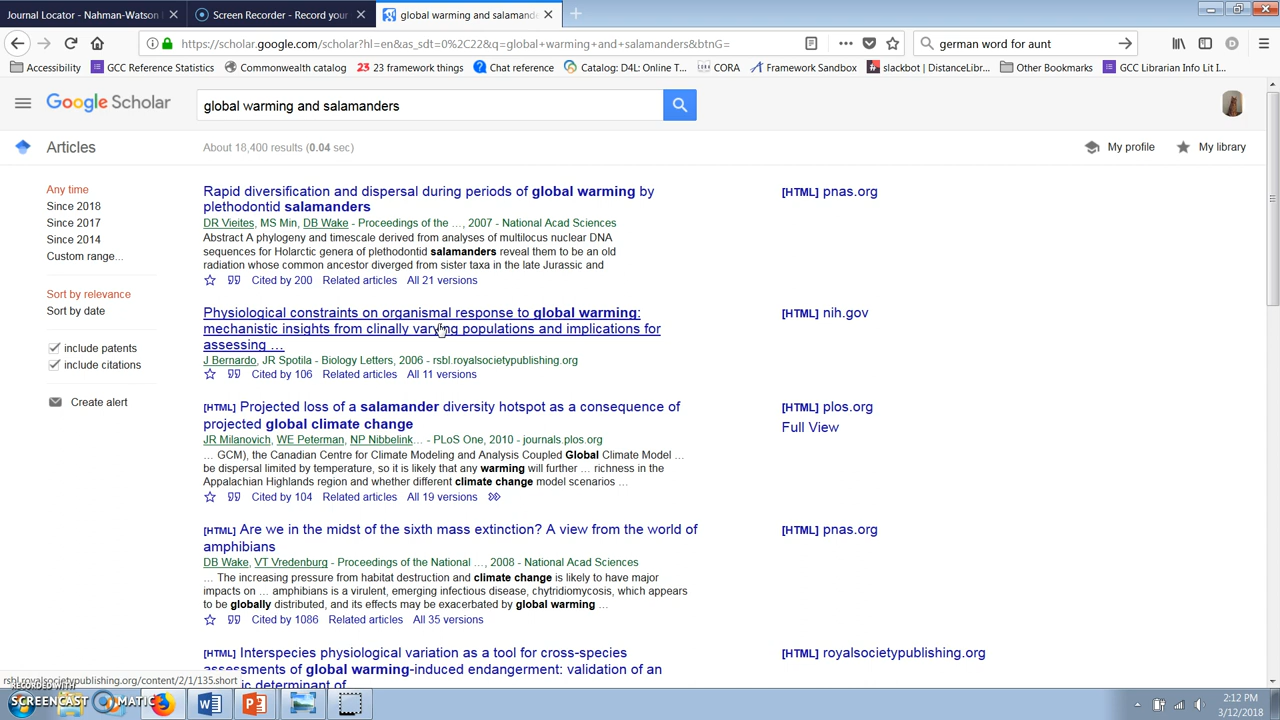 Journal Locator - Nahman-Watson
Screen Recorder - Record your
global warming and salamand
https://scholar.google.com/scholar?hl=en&as_sdt=0%2C22&q=global+warming+and+salamanders&btnG=
german word for aunt
Accessibility
GCC Reference Statistics
Commonwealth catalog
23 framework things
Chat reference
Catalog: D4L: Online T...
CORA
Framework Sandbox
slackbot | DistanceLibr...
Other Bookmarks
GCC Librarian Info Lit I...
Google Scholar
global warming and salamanders
Articles
About 18,400 results (0.04 sec)
My profile
My library
Any time
Since 2018
Since 2017
Since 2014
Custom range...
Sort by relevance
Sort by date
include patents
include citations
Create alert
Rapid diversification and dispersal during periods of global warming by
plethodontid salamanders
[HTML] pnas.org
DR Vieites, MS Min, DB Wake - Proceedings of the ..., 2007 - National Acad Sciences
Abstract A phylogeny and timescale derived from analyses of multilocus nuclear DNA
sequences for Holarctic genera of plethodontid salamanders reveal them to be an old
radiation whose common ancestor diverged from sister taxa in the late Jurassic and
Cited by 200 Related articles All 21 versions
Physiological constraints on organismal response to global warming:
mechanistic insights from clinally varying populations and implications for
assessing ...
[HTML] nih.gov
J Bernardo, JR Spotila - Biology Letters, 2006 - rsbl.royalsocietypublishing.org
Cited by 106 Related articles All 11 versions
[HTML] Projected loss of a salamander diversity hotspot as a consequence of
projected global climate change
[HTML] plos.org
Full View
JR Milanovich, WE Peterman, NP Nibbelink... - PLoS One, 2010 - journals.plos.org
... GCM), the Canadian Centre for Climate Modeling and Analysis Coupled Global Climate Model ...
be dispersal limited by temperature, so it is likely that any warming will further ... richness in the
Appalachian Highlands region and whether different climate change model scenarios ...
Cited by 104 Related articles All 19 versions
[HTML] Are we in the midst of the sixth mass extinction? A view from the world of
amphibians
[HTML] pnas.org
DB Wake, VT Vredenburg - Proceedings of the National ..., 2008 - National Acad Sciences
... The increasing pressure from habitat destruction and climate change is likely to have major
impacts on ... amphibians is a virulent, emerging infectious disease, chytridiomycosis, which appears
to be globally distributed, and its effects may be exacerbated by global warming ...
Cited by 1086 Related articles All 35 versions
[HTML] Interspecies physiological variation as a tool for cross-species
assessments of global warming-induced endangerment: validation of an
[HTML] royalsocietypublishing.org
determinant of
rsbl.royalsocietypublishing.org/content/2/1/135.short
RECORDED WITH
SCREENCAST MATIC
2:12 PM
3/12/2018